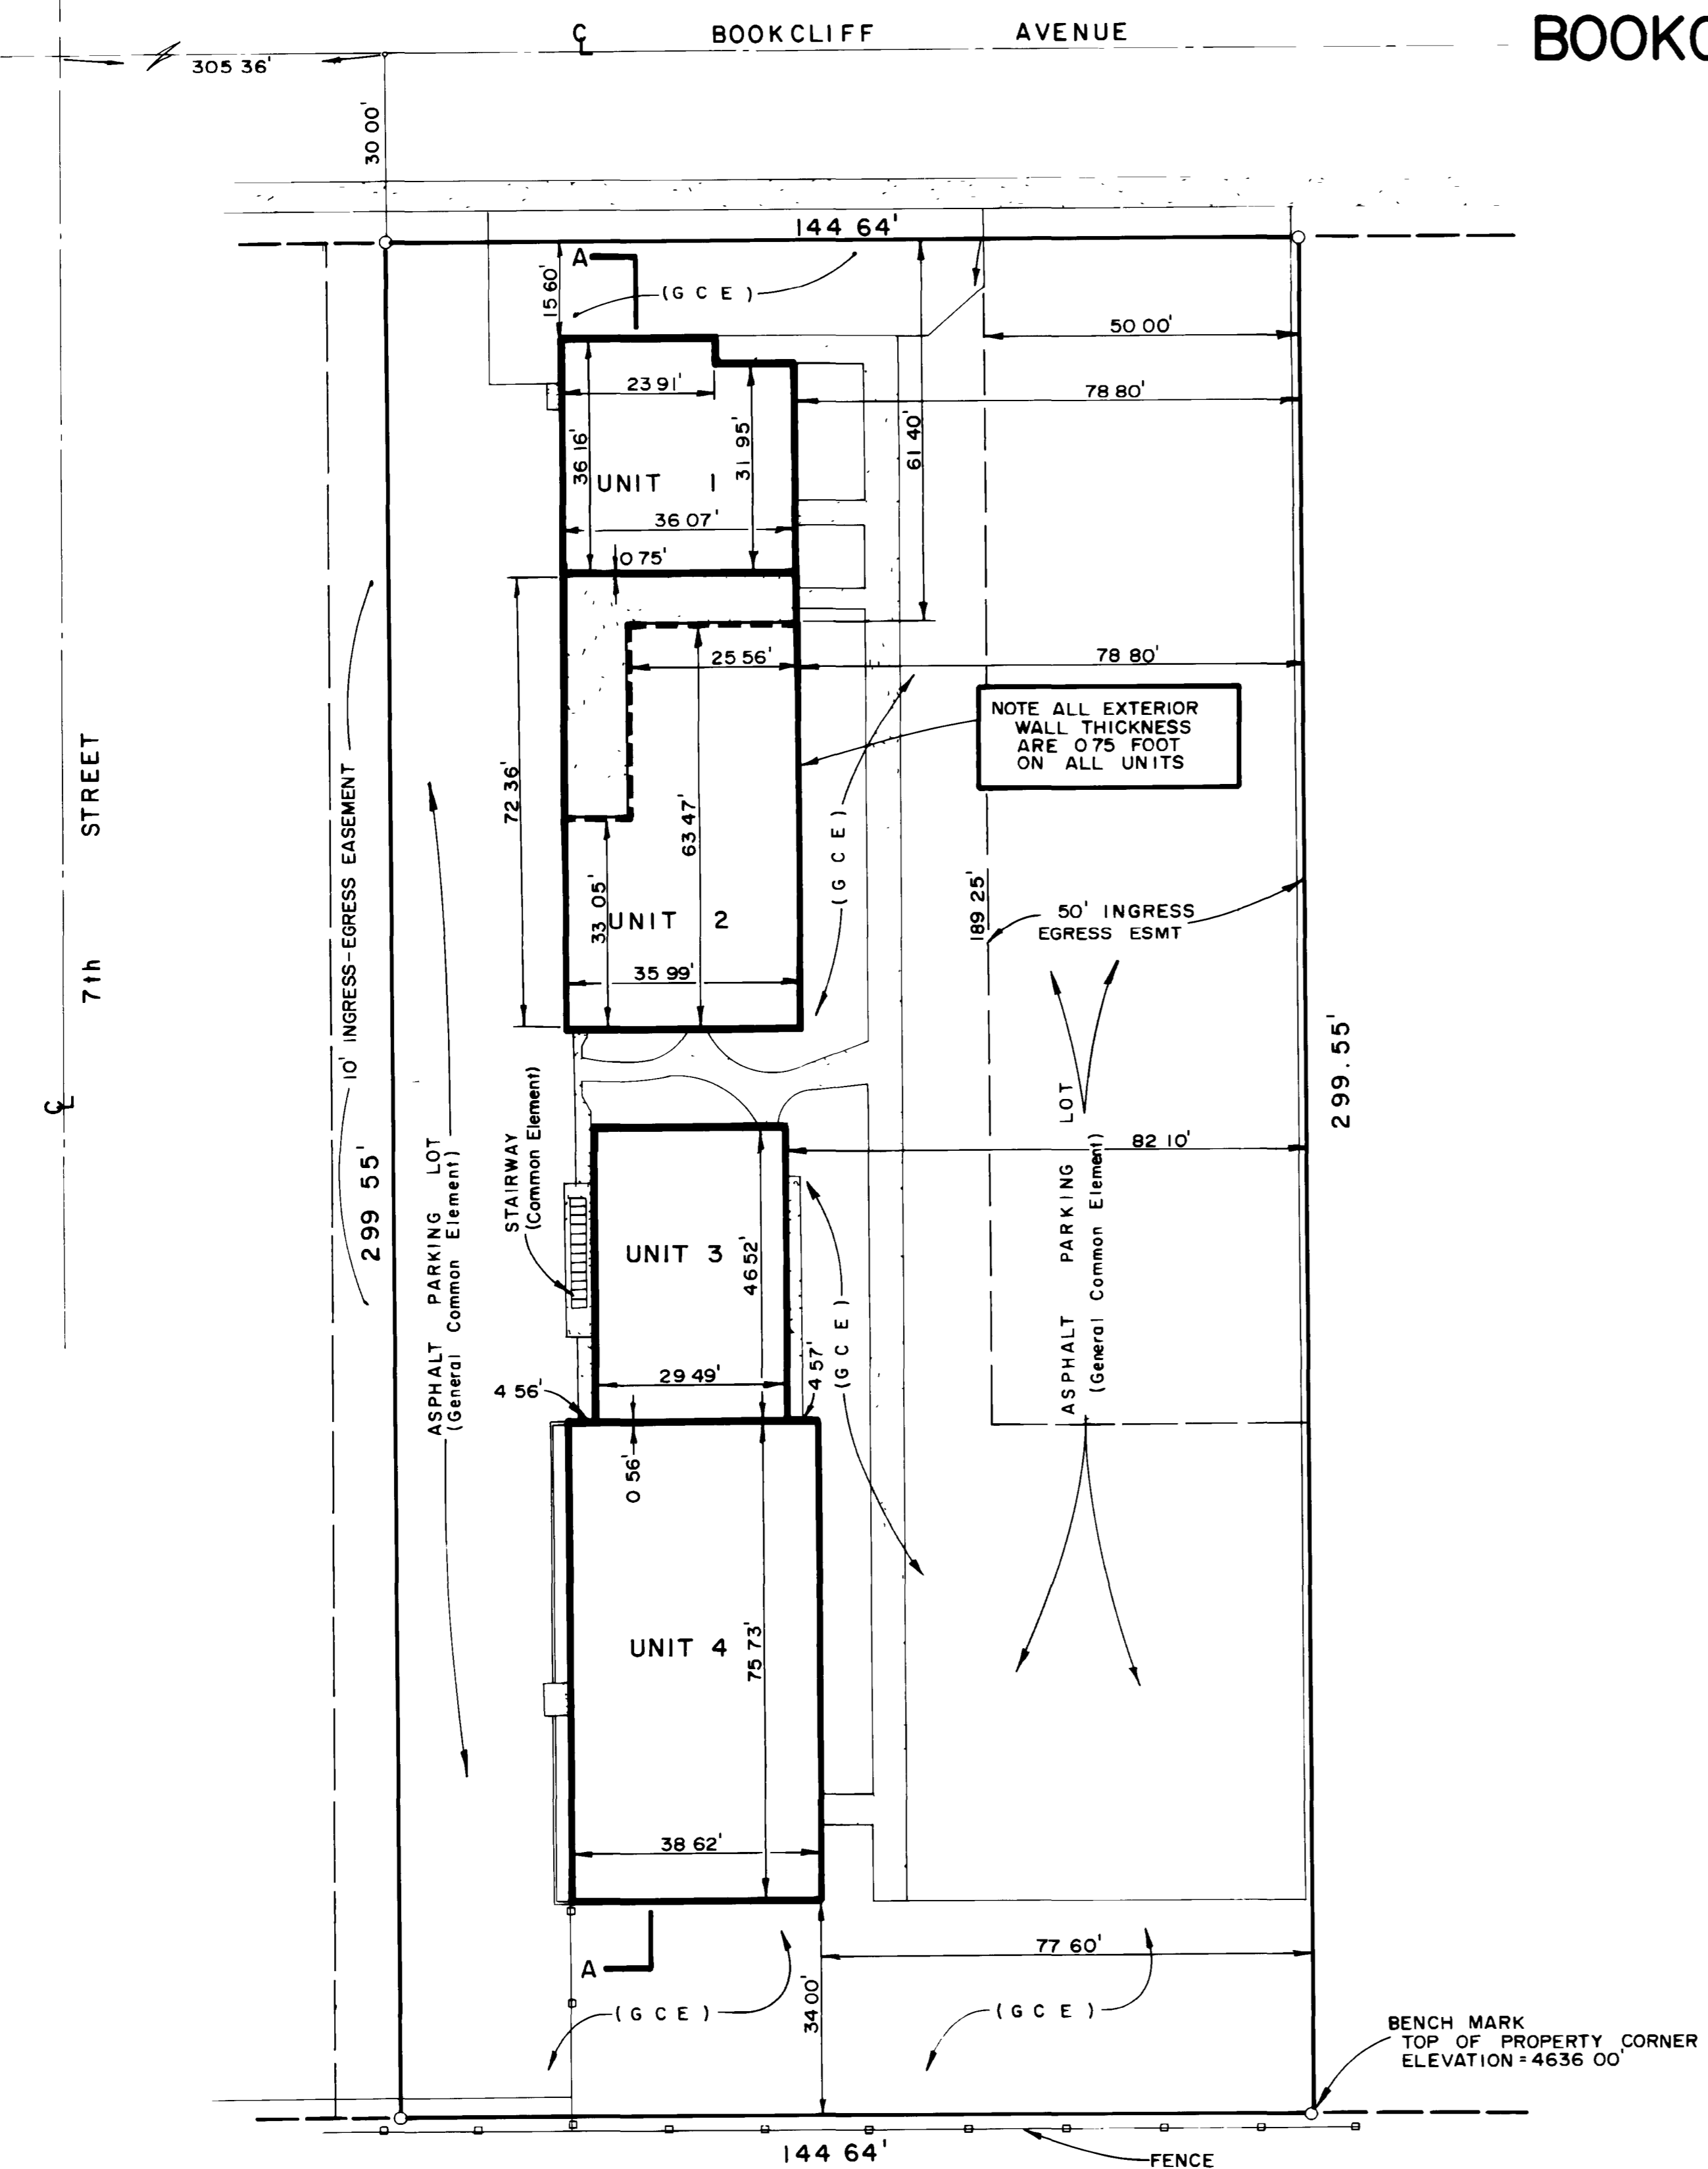 C L
BOOKCLIFF AVENUE
BOOKC
305 36'
30 00'
144 64'
A
15 60'
(G C E)
50 00'
23 91'
78 80'
36 16'
31 95'
61 40'
UNIT 1
36 07'
0 75'
25 56'
78 80'
NOTE ALL EXTERIOR
WALL THICKNESS
ARE 0 75 FOOT
ON ALL UNITS
7th STREET
C L
10' INGRESS-EGRESS EASEMENT
72 36'
63 47'
(G C E)
33 05'
UNIT 2
189 25'
50' INGRESS
EGRESS ESMT
35 99'
299.55'
299 55'
ASPHALT PARKING LOT
(General Common Element)
STAIRWAY
(Common Element)
82 10'
ASPHALT PARKING LOT
(General Common Element)
UNIT 3
46 52'
(G C E)
29 49'
4 57'
4 56'
0 56'
UNIT 4
75 73'
38 62'
77 60'
A
34 00'
(G C E)
(G C E)
BENCH MARK
TOP OF PROPERTY CORNER
ELEVATION = 4636 00'
144 64'
FENCE